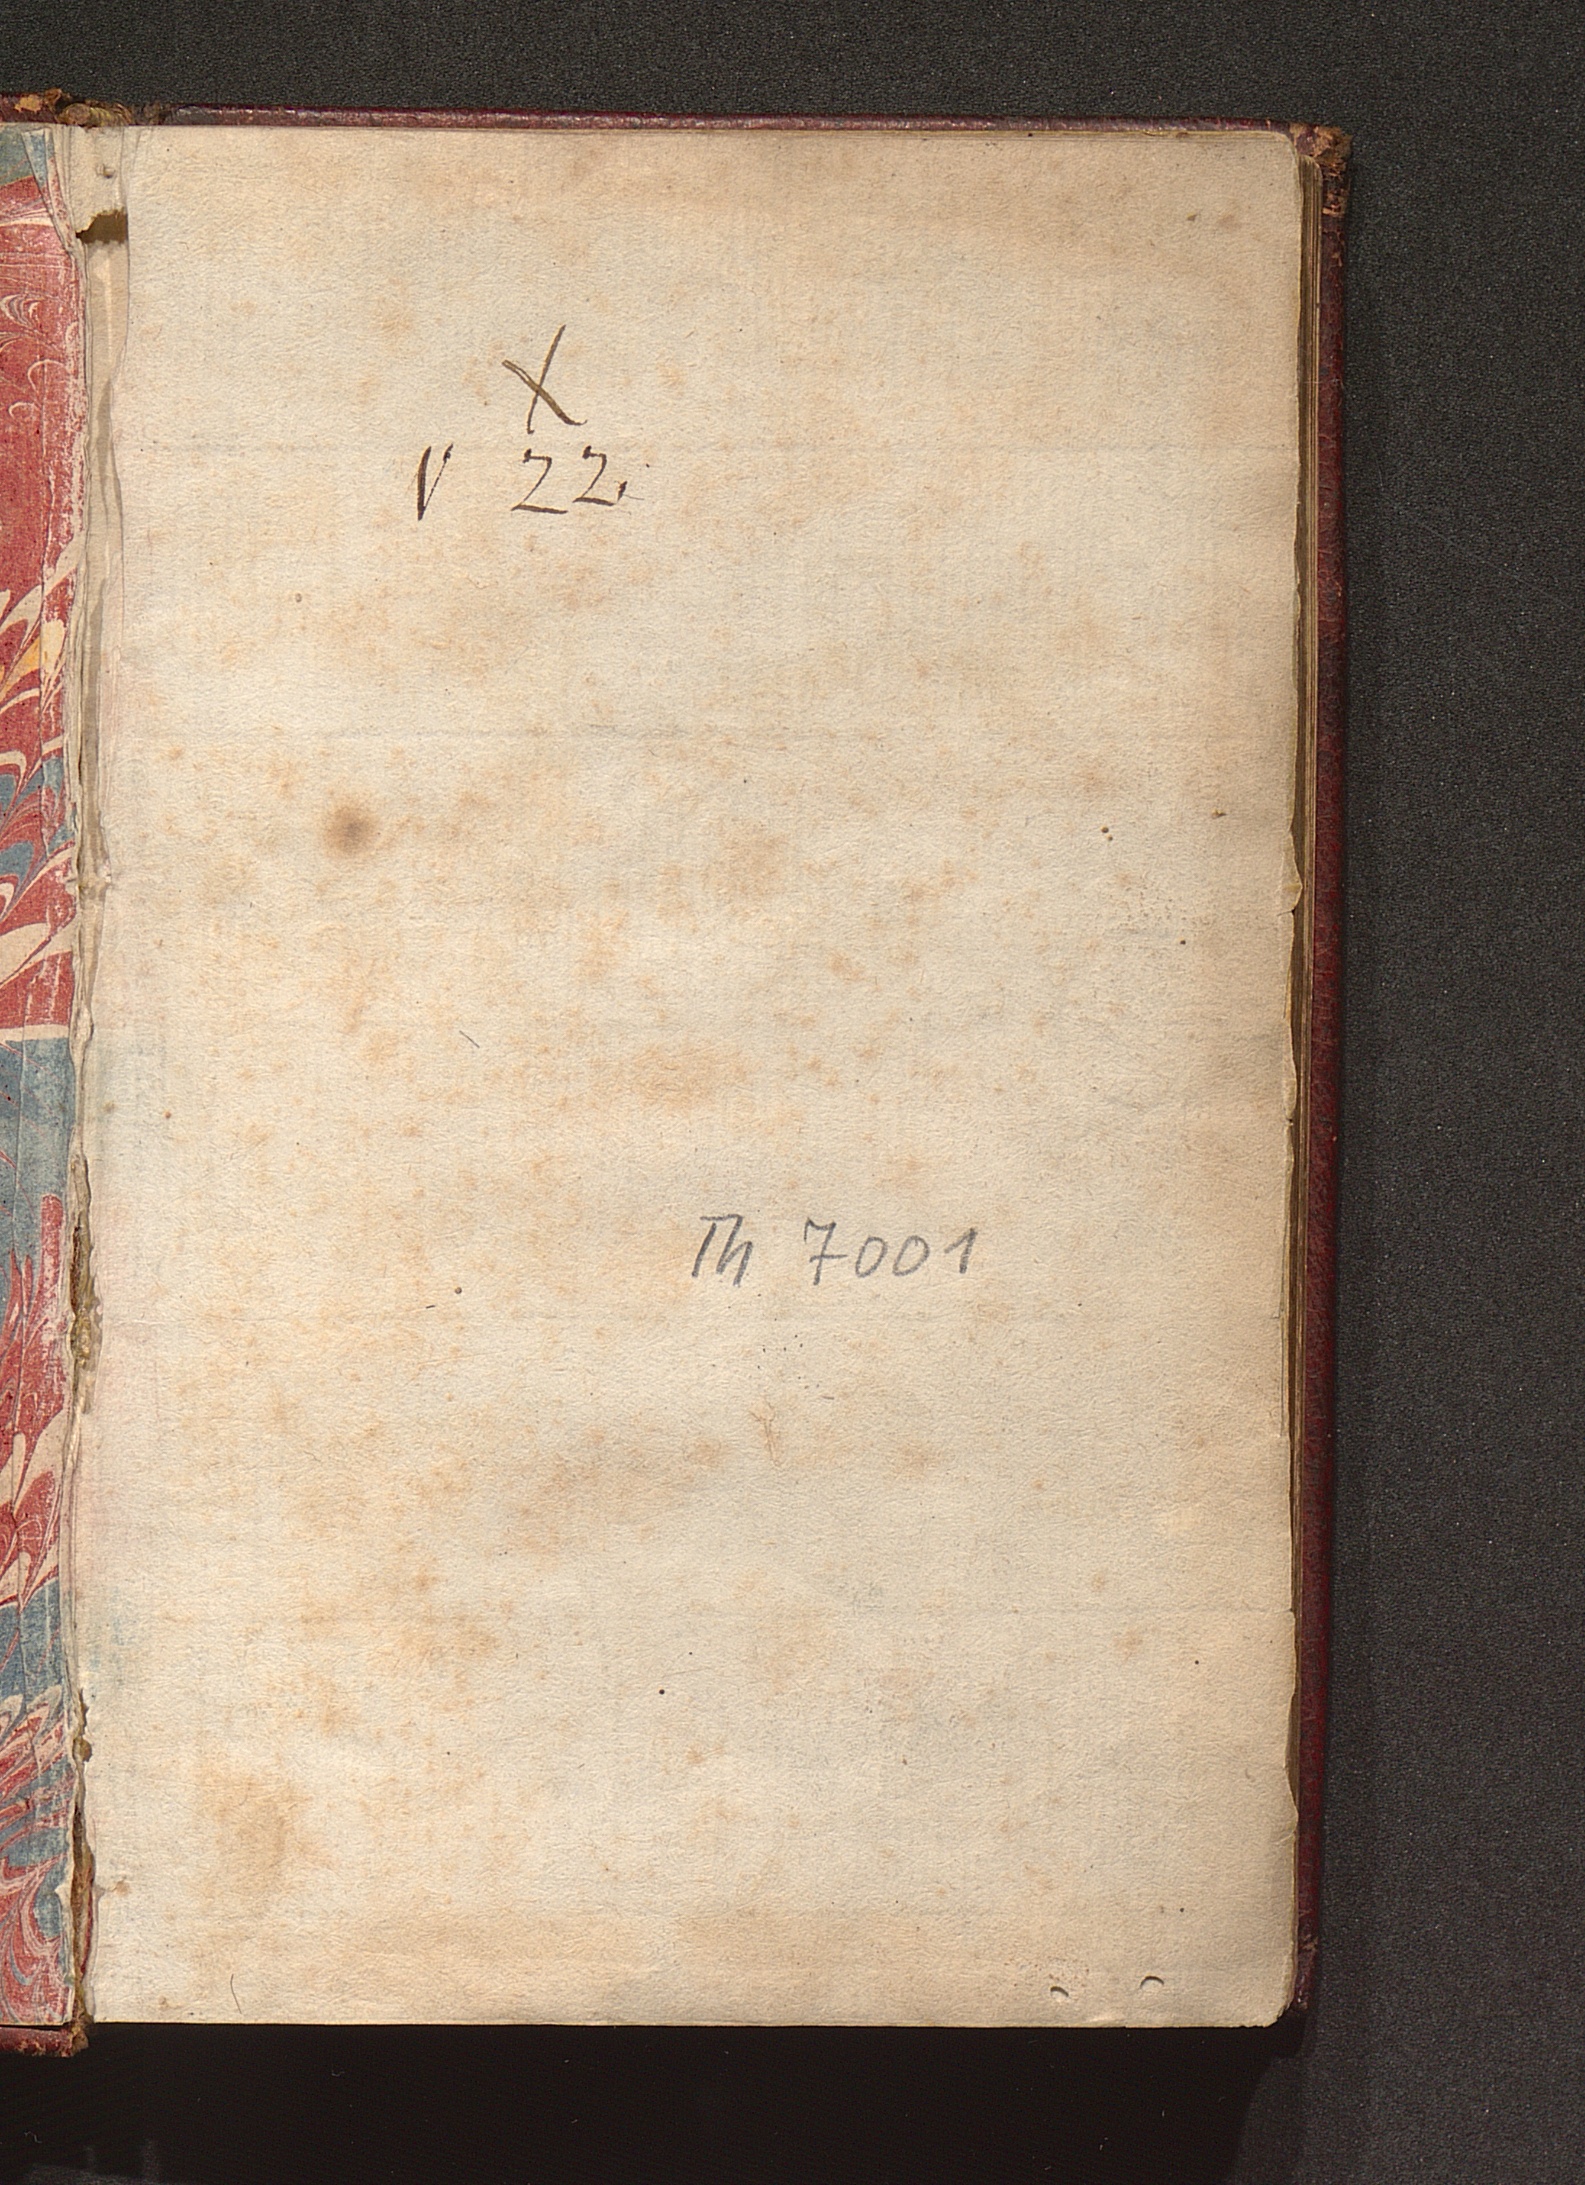 X
V 22.
Th 7001